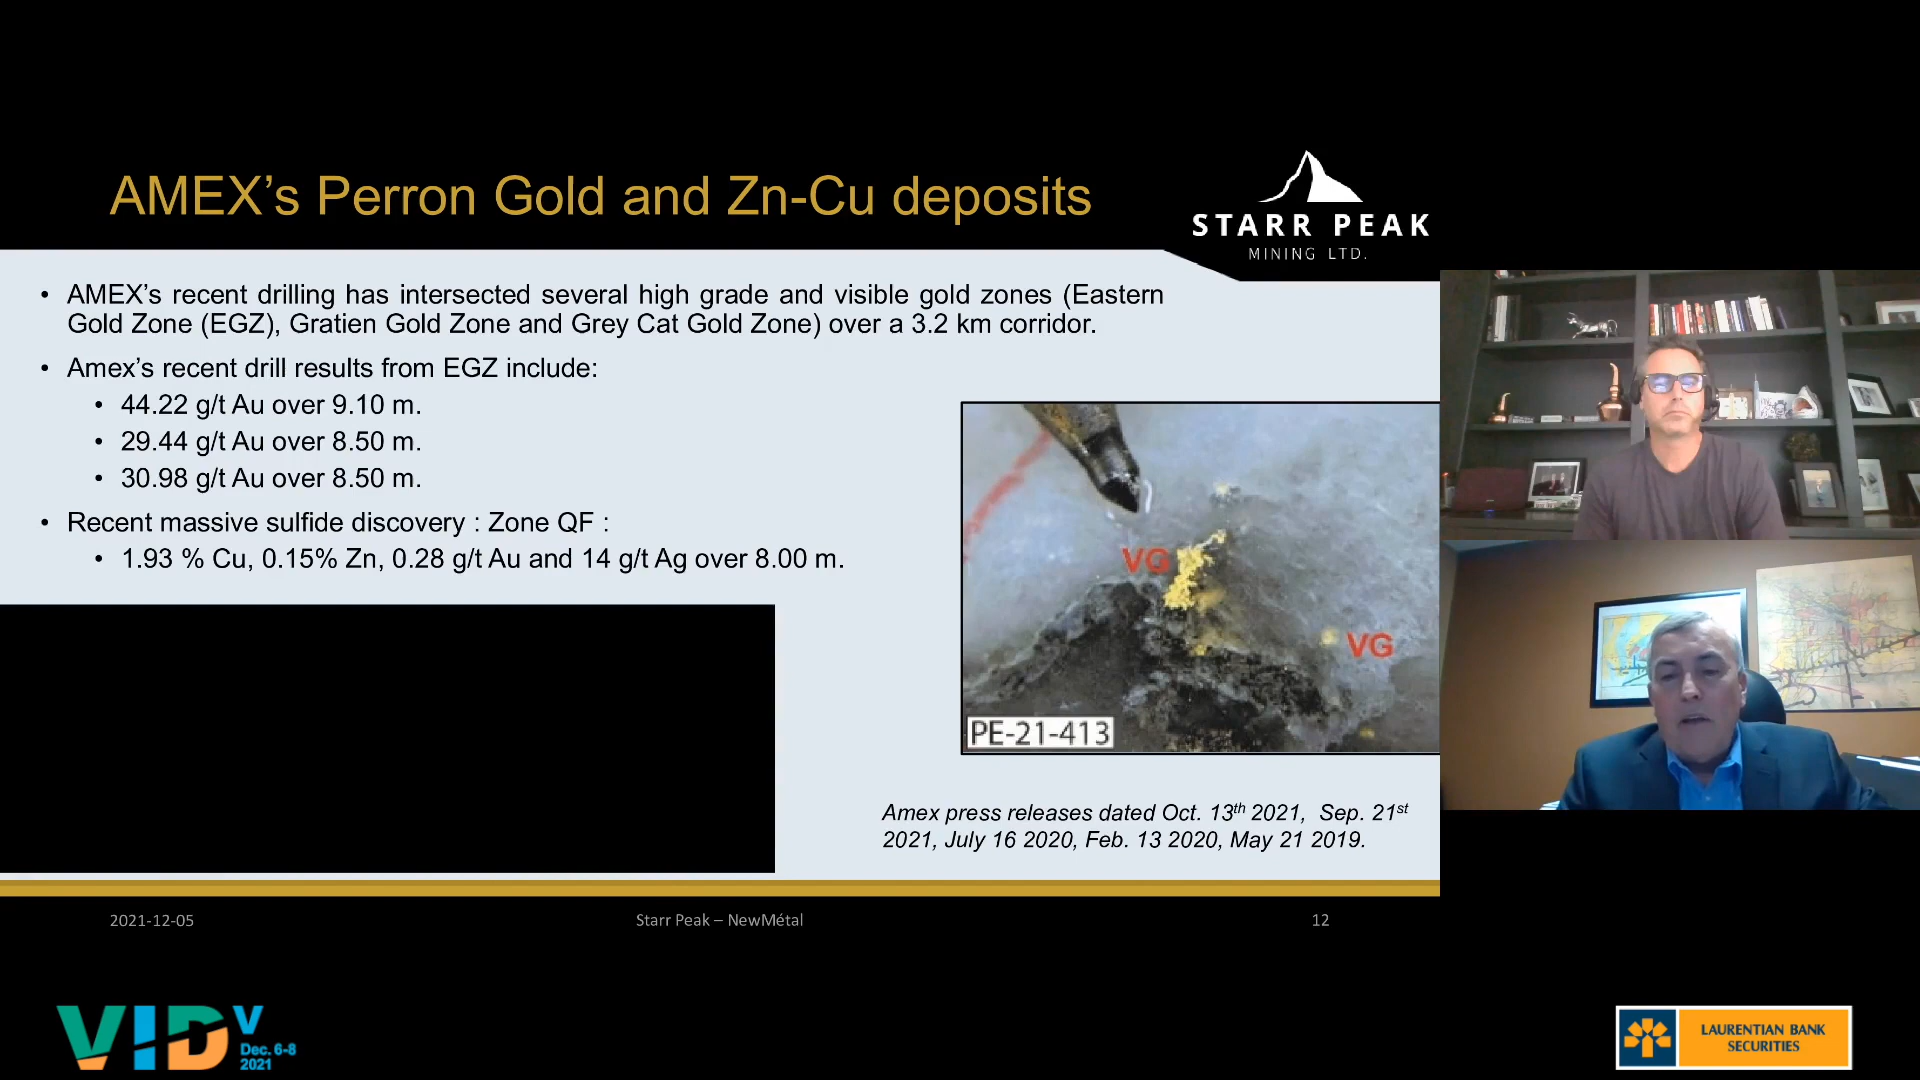 AMEX’s Perron Gold and Zn-Cu deposits
STARR PEAK
MINING LTD.
• AMEX’s recent drilling has intersected several high grade and visible gold zones (Eastern
Gold Zone (EGZ), Gratien Gold Zone and Grey Cat Gold Zone) over a 3.2 km corridor.
• Amex’s recent drill results from EGZ include:
• 44.22 g/t Au over 9.10 m.
• 29.44 g/t Au over 8.50 m.
• 30.98 g/t Au over 8.50 m.
• Recent massive sulfide discovery : Zone QF :
• 1.93 % Cu, 0.15% Zn, 0.28 g/t Au and 14 g/t Ag over 8.00 m.
VG
VG
PE-21-413
Amex press releases dated Oct. 13th 2021, Sep. 21st
2021, July 16 2020, Feb. 13 2020, May 21 2019.
2021-12-05
Starr Peak – NewMétal
12
VID V
Dec. 6-8
2021
LAURENTIAN BANK
SECURITIES